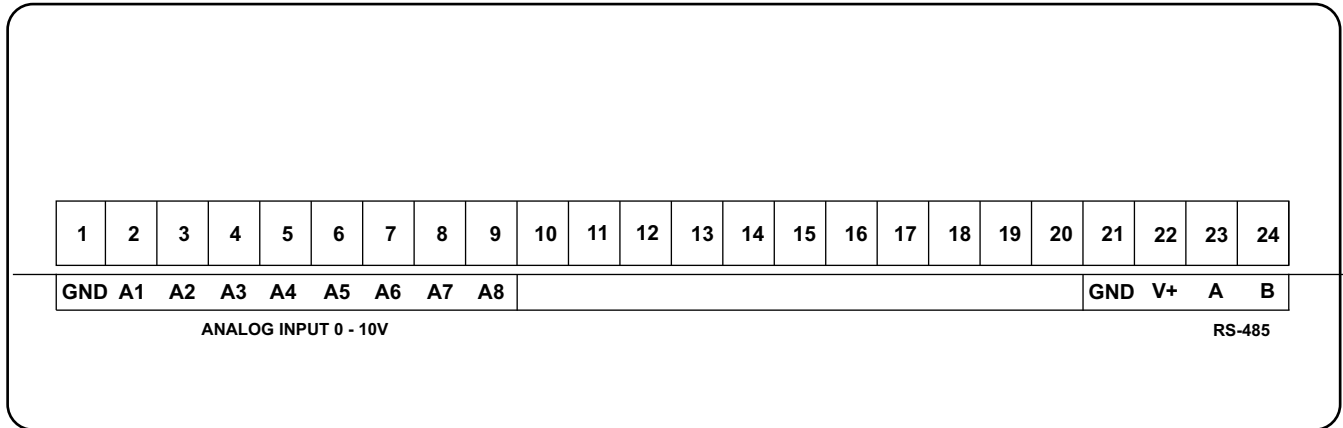 1 2 3 4 5 6 7 8 9 10 11 12 13 14 15 16 17 18 19 20 21 22 23 24
GND A1 A2 A3 A4 A5 A6 A7 A8 GND V+ A B
ANALOG INPUT 0 - 10V RS-485